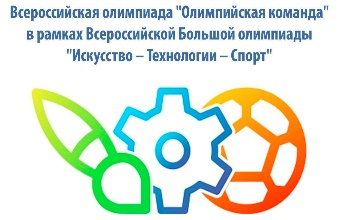 Всероссийская олимпиада "Олимпийская команда"
в рамках Всероссийской Большой олимпиады
"Искусство – Технологии – Спорт"